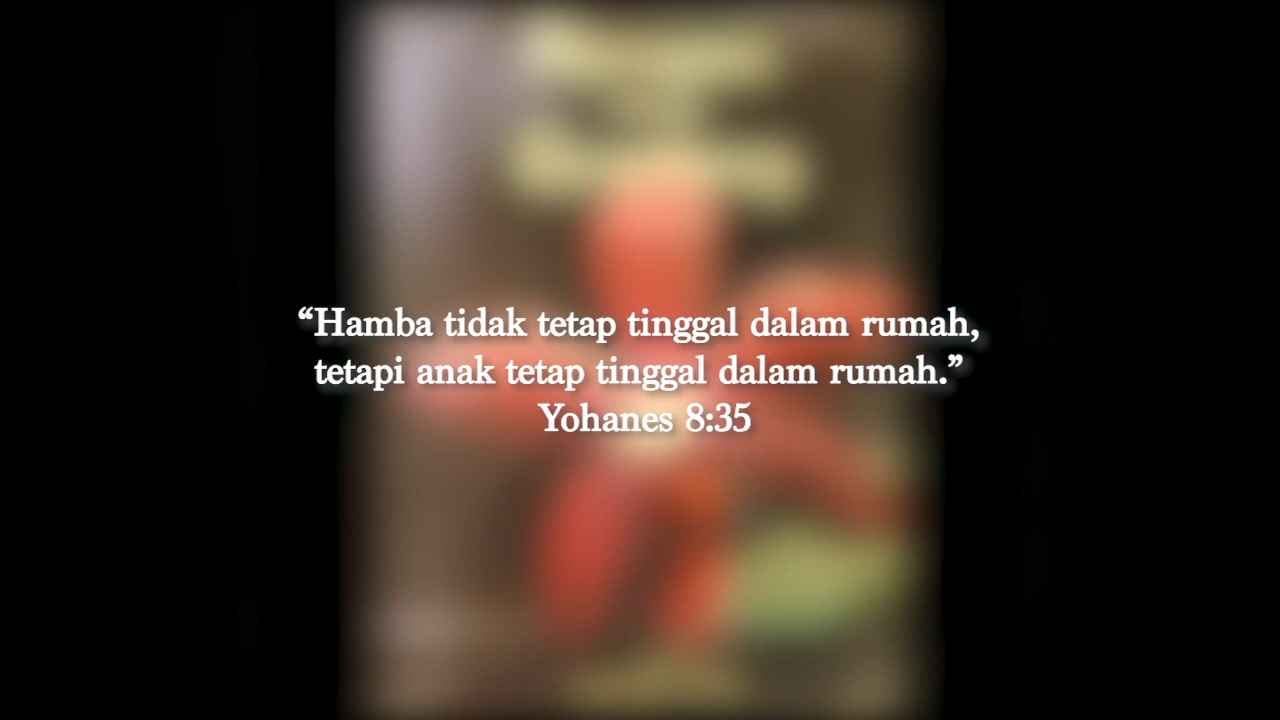 “Hamba tidak tetap tinggal dalam rumah,
tetapi anak tetap tinggal dalam rumah.”
Yohanes 8:35